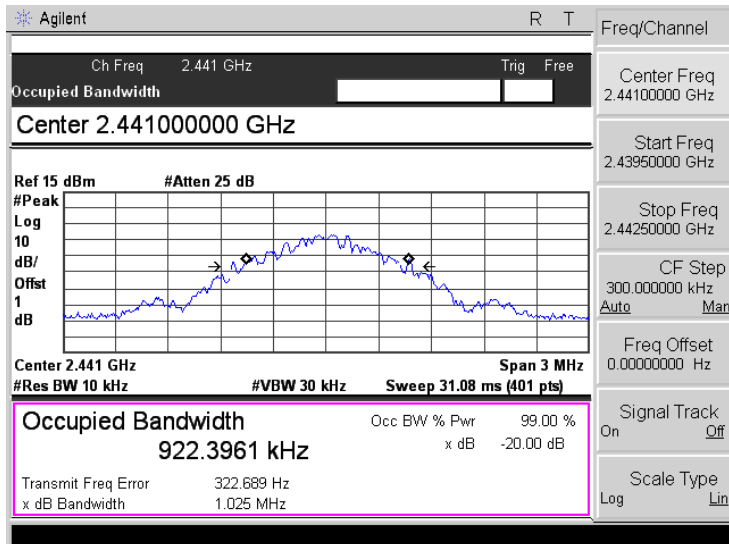 Agilent R T
Ch Freq 2.441 GHz Trig Free
Occupied Bandwidth
Center 2.441000000 GHz
Ref 15 dBm #Atten 25 dB
#Peak
Log
10
dB/
Offst
1
dB
Center 2.441 GHz Span 3 MHz
#Res BW 10 kHz #VBW 30 kHz Sweep 31.08 ms (401 pts)
Occupied Bandwidth Occ BW % Pwr 99.00 %
922.3961 kHz x dB -20.00 dB
Transmit Freq Error 322.689 Hz
x dB Bandwidth 1.025 MHz
Freq/Channel
Center Freq
2.44100000 GHz
Start Freq
2.43950000 GHz
Stop Freq
2.44250000 GHz
CF Step
300.000000 kHz
Auto Man
Freq Offset
0.00000000 Hz
Signal Track
On Off
Scale Type
Log Lin